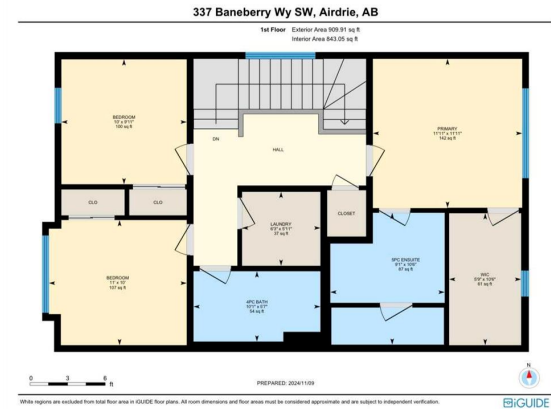 337 Baneberry Wy SW, Airdrie, AB
1st Floor Exterior Area 909.91 sq ft
Interior Area 843.05 sq ft
BEDROOM
10' x 9'11"
100 sq ft
DN
HALL
PRIMARY
11'11" x 11'11"
142 sq ft
CLO
CLO
LAUNDRY
6'3" x 5'11"
37 sq ft
CLOSET
BEDROOM
11' x 10'
107 sq ft
4PC BATH
10'1" x 5'7"
54 sq ft
5PC ENSUITE
9'1" x 10'6"
87 sq ft
WIC
5'9" x 10'6"
61 sq ft
0 3 6
ft
PREPARED: 2024/11/09
N
White regions are excluded from total floor area in iGUIDE floor plans. All room dimensions and floor areas must be considered approximate and are subject to independent verification.
iGUIDE